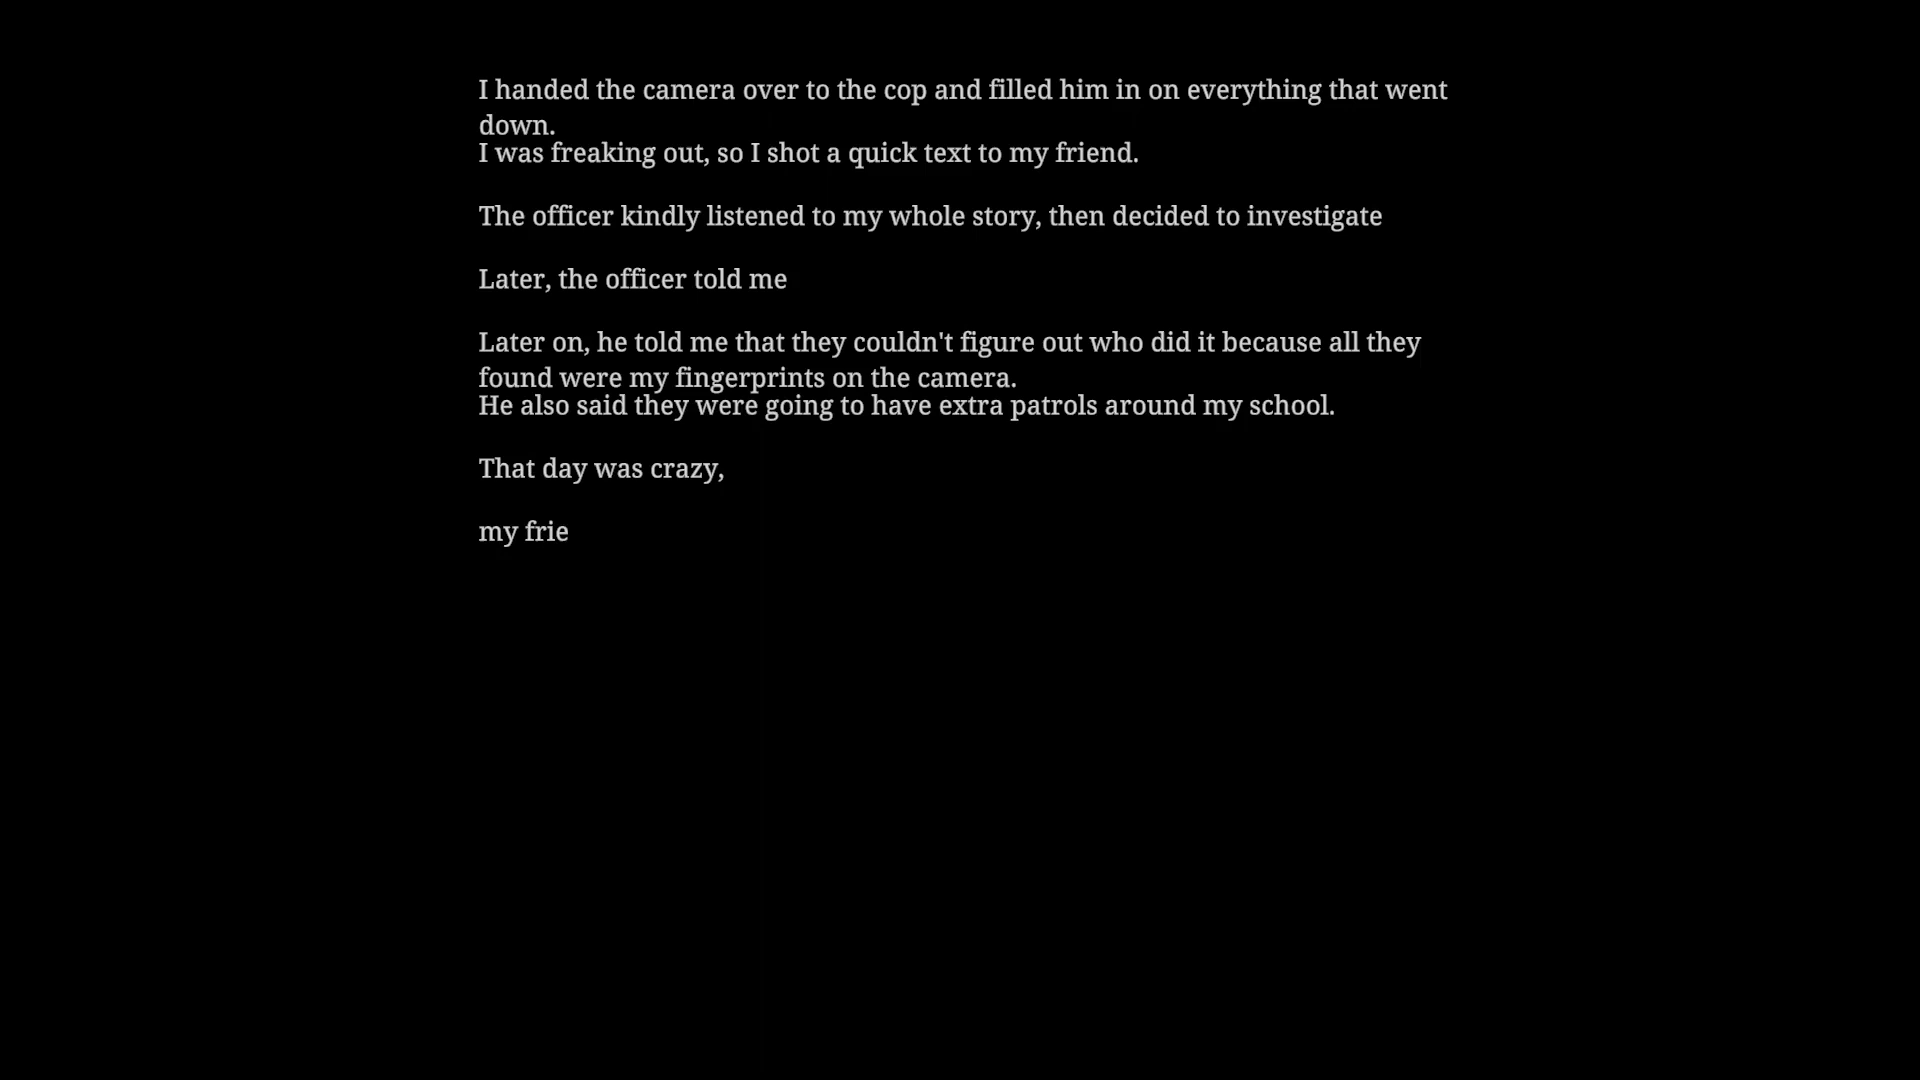 I handed the camera over to the cop and filled him in on everything that went
down.
I was freaking out, so I shot a quick text to my friend.
The officer kindly listened to my whole story, then decided to investigate
Later, the officer told me
Later on, he told me that they couldn't figure out who did it because all they
found were my fingerprints on the camera.
He also said they were going to have extra patrols around my school.
That day was crazy,
my frie